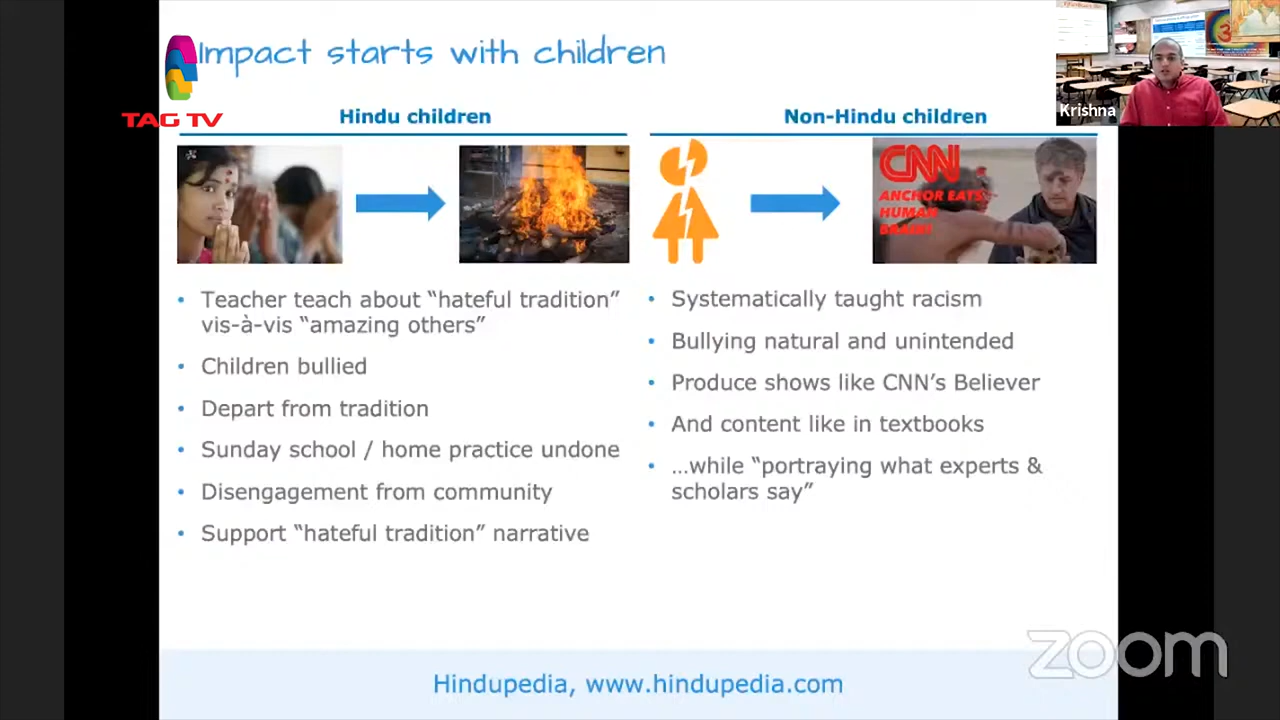 Impact starts with children
TAG TV
Krishna
Hindu children
Non-Hindu children
CNN
ANCHOR EATS
HUMAN
BRAIN!
Teacher teach about “hateful tradition”
vis-à-vis “amazing others”
Children bullied
Depart from tradition
Sunday school / home practice undone
Disengagement from community
Support “hateful tradition” narrative
Systematically taught racism
Bullying natural and unintended
Produce shows like CNN’s Believer
And content like in textbooks
…while “portraying what experts &
scholars say”
zoom
Hindupedia, www.hindupedia.com